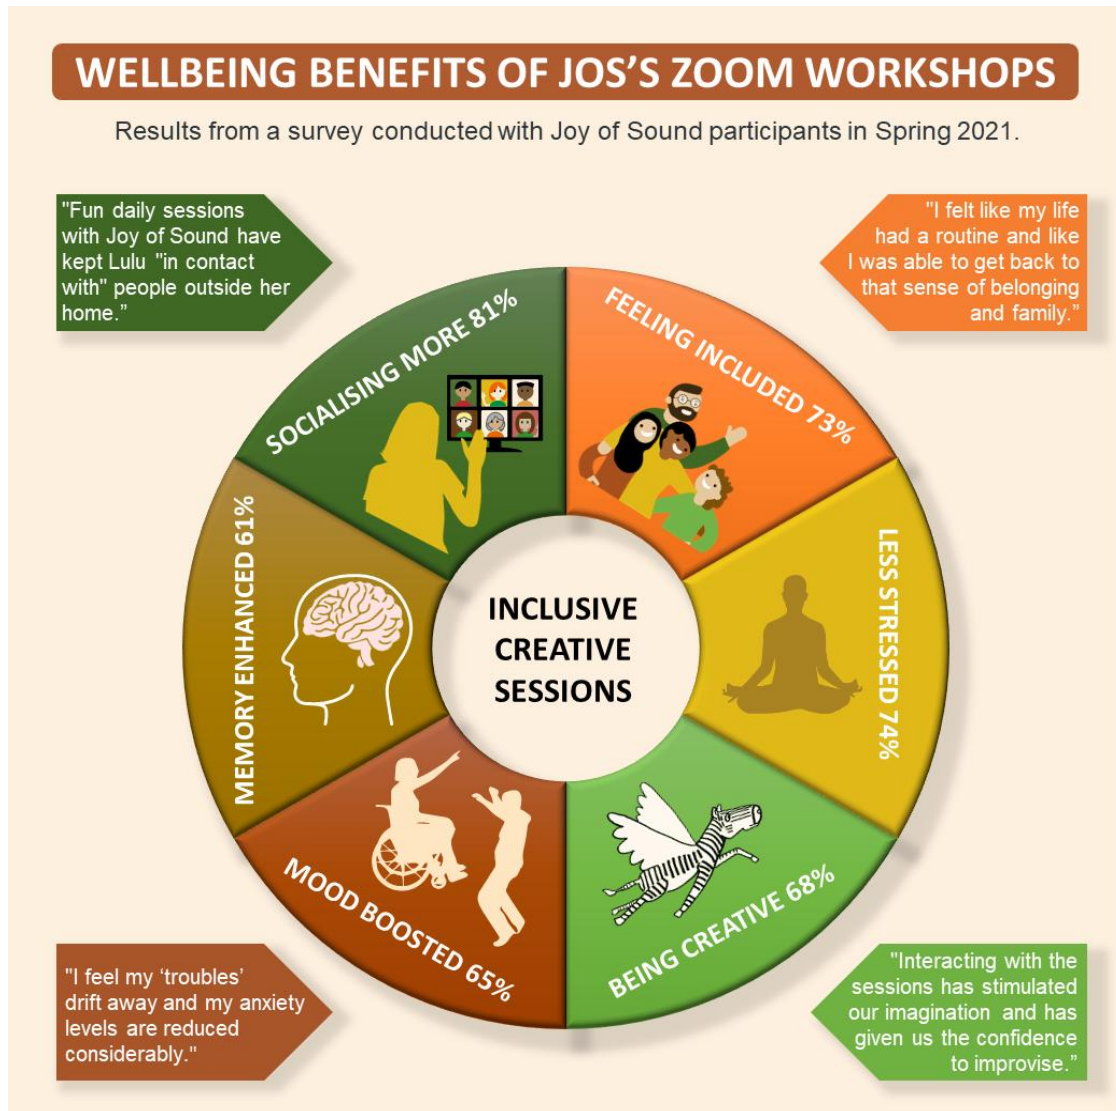 WELLBEING BENEFITS OF JOS'S ZOOM WORKSHOPS
Results from a survey conducted with Joy of Sound participants in Spring 2021.
"Fun daily sessions
with Joy of Sound have
kept Lulu "in contact
with" people outside her
home.”
"I felt like my life
had a routine and like
I was able to get back to
that sense of belonging
and family.”
SOCIALISING MORE 81%
FEELING INCLUDED 73%
MEMORY ENHANCED 61%
INCLUSIVE
CREATIVE
SESSIONS
LESS STRESSED 74%
MOOD BOOSTED 65%
BEING CREATIVE 68%
"I feel my ‘troubles’
drift away and my anxiety
levels are reduced
considerably."
"Interacting with the
sessions has stimulated
our imagination and has
given us the confidence
to improvise.”